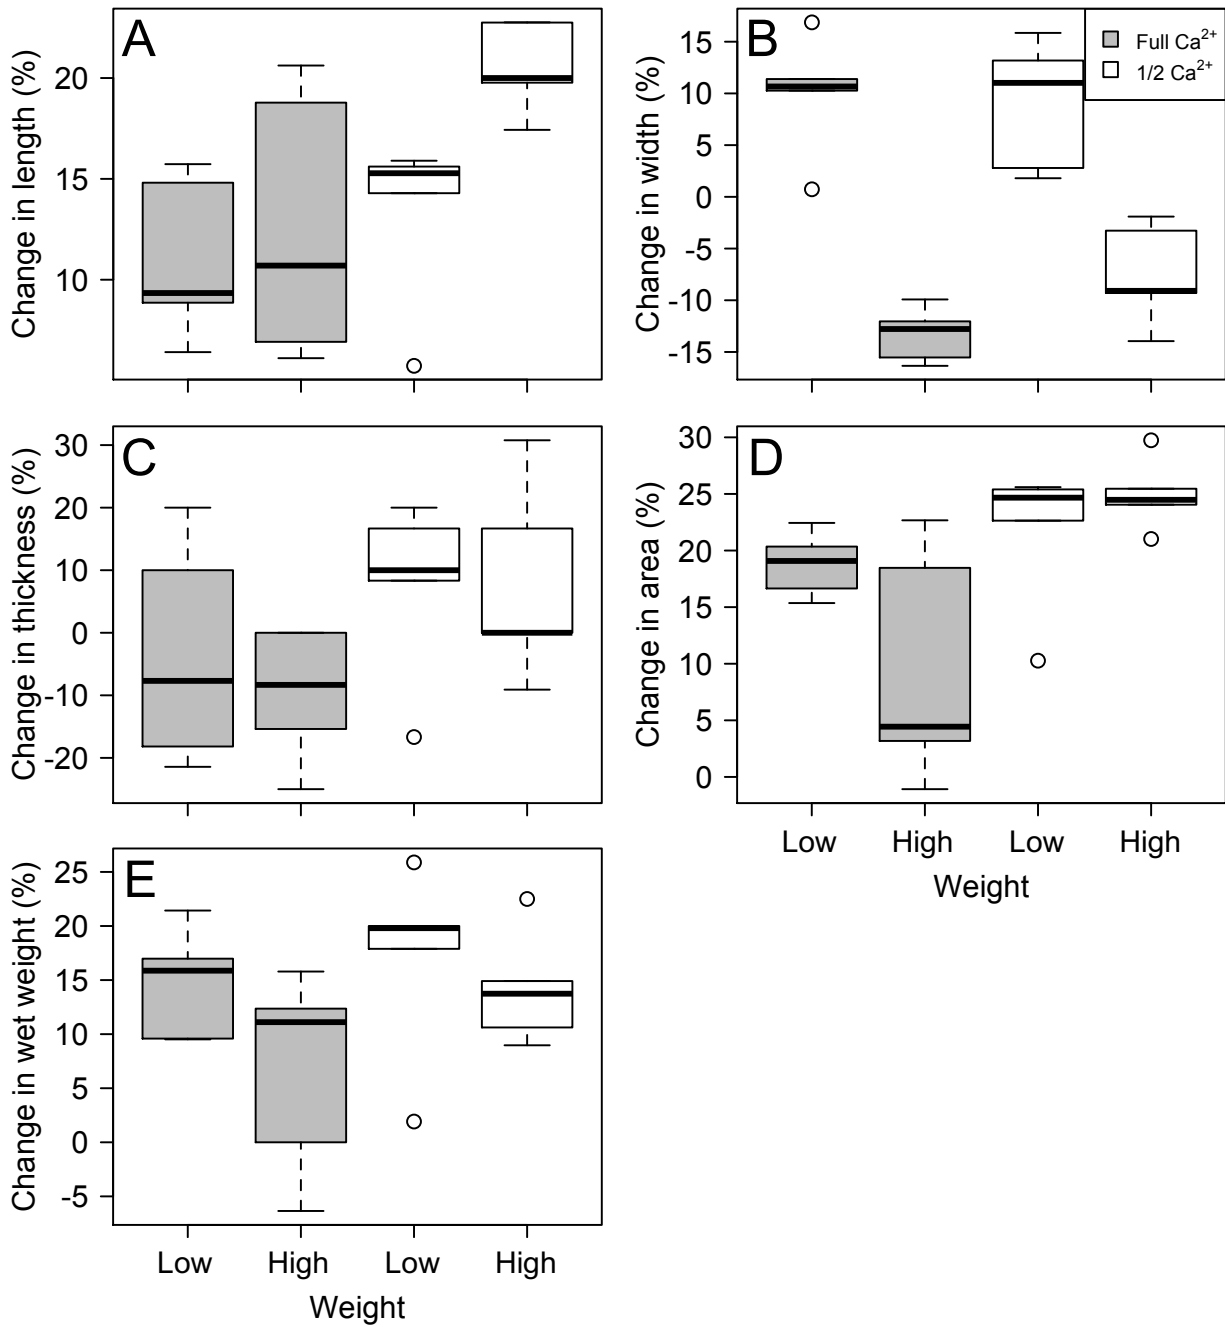 A
Change in length (%)
20
15
10
B
Change in width (%)
15
10
5
0
-5
-10
-15
Full Ca²⁺
1/2 Ca²⁺
C
Change in thickness (%)
30
20
10
0
-10
-20
D
Change in area (%)
30
25
20
15
10
5
0
Low High Low High
Weight
E
Change in wet weight (%)
25
20
15
10
5
0
-5
Low High Low High
Weight